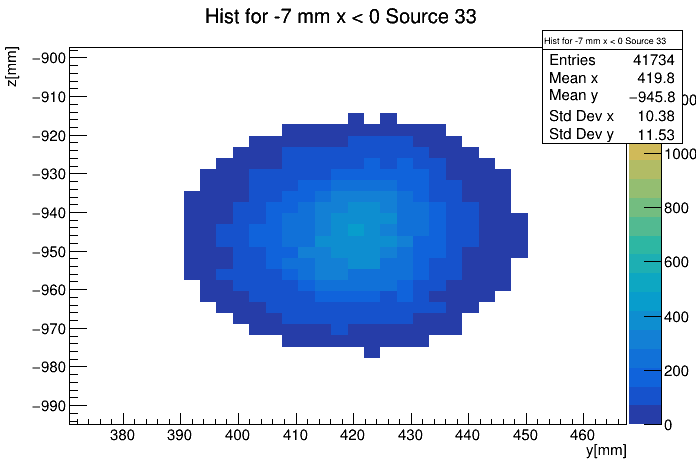 Hist for -7 mm x < 0 Source 33
Hist for -7 mm x < 0 Source 33
Entries 41734
Mean x 419.8
Mean y −945.8
Std Dev x 10.38
Std Dev y 11.53
z[mm]
−900
−910
−920
−930
−940
−950
−960
−970
−980
−990
380 390 400 410 420 430 440 450 460
y[mm]
00
1000
800
600
400
200
0